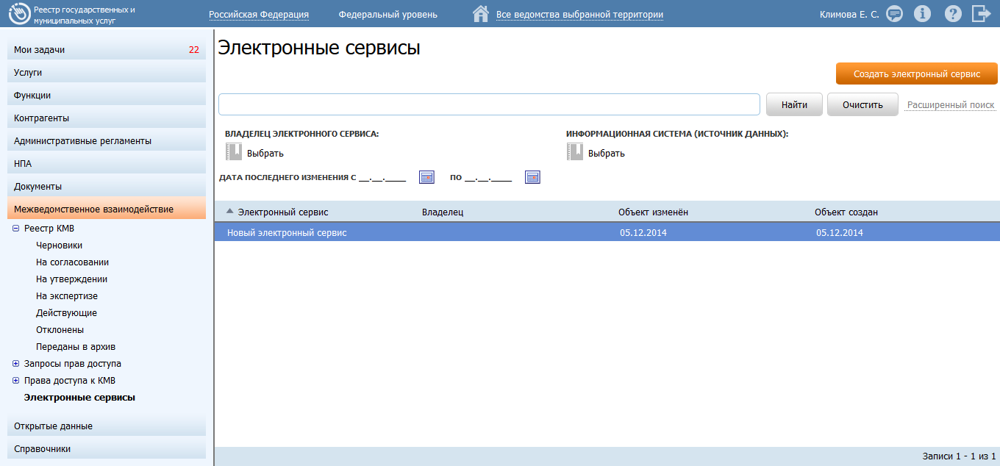 Реестр государственных и
муниципальных услуг
Российская Федерация
Федеральный уровень
Все ведомства выбранной территории
Климова Е. С.
Мои задачи 22
Услуги
Функции
Контрагенты
Административные регламенты
НПА
Документы
Межведомственное взаимодействие
Реестр КМВ
Черновики
На согласовании
На утверждении
На экспертизе
Действующие
Отклонены
Переданы в архив
Запросы прав доступа
Права доступа к КМВ
Электронные сервисы
Открытые данные
Справочники
Электронные сервисы
Создать электронный сервис
Найти Очистить Расширенный поиск
ВЛАДЕЛЕЦ ЭЛЕКТРОННОГО СЕРВИСА:
Выбрать
ИНФОРМАЦИОННАЯ СИСТЕМА (ИСТОЧНИК ДАННЫХ):
Выбрать
ДАТА ПОСЛЕДНЕГО ИЗМЕНЕНИЯ С __.__.____ ПО __.__.____
Электронный сервис Владелец Объект изменён Объект создан
Новый электронный сервис 05.12.2014 05.12.2014
Записи 1 - 1 из 1